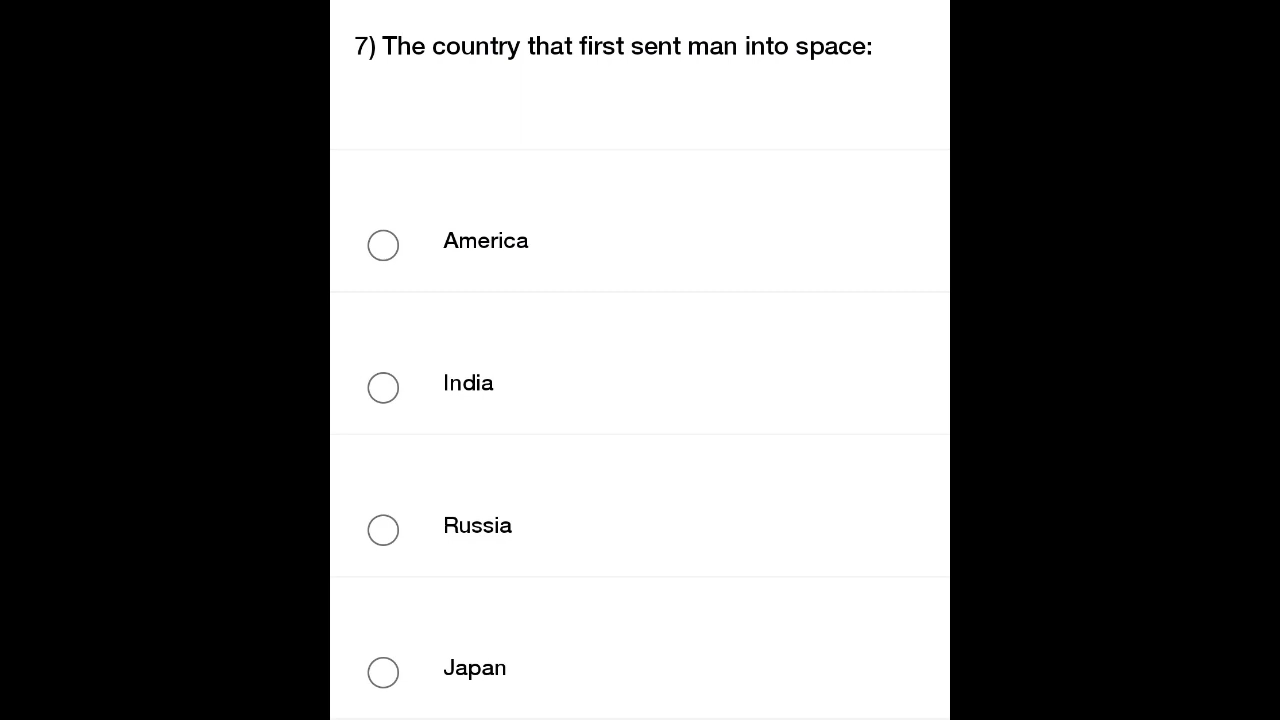 7) The country that first sent man into space:
America
India
Russia
Japan